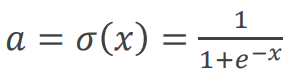 a = σ(x) = 1/(1+e^{-x})